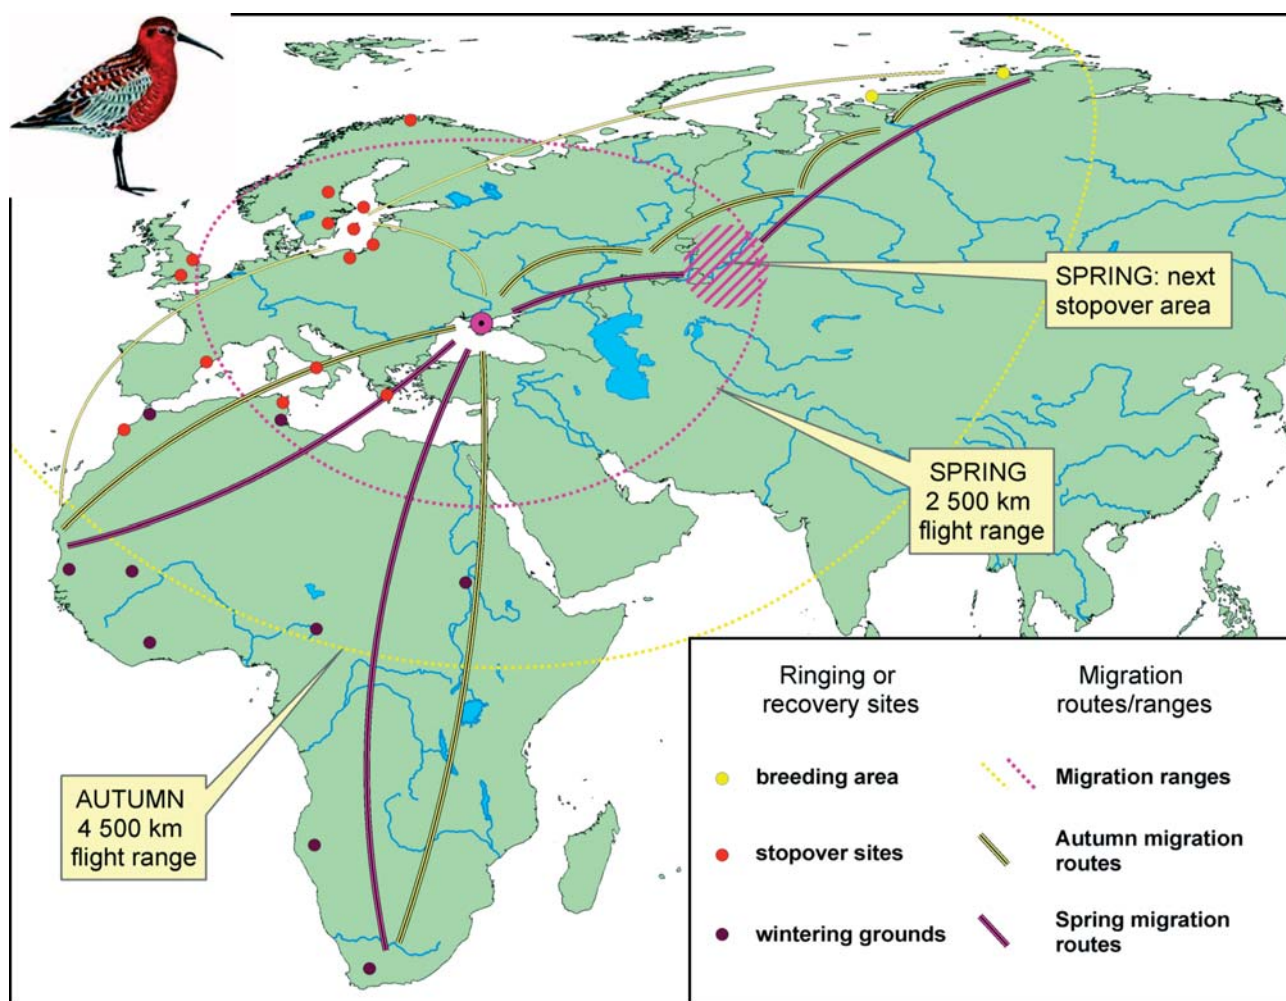 SPRING: next
stopover area
SPRING
2 500 km
flight range
AUTUMN
4 500 km
flight range
Ringing or
recovery sites
breeding area
stopover sites
wintering grounds
Migration
routes/ranges
Migration ranges
Autumn migration
routes
Spring migration
routes